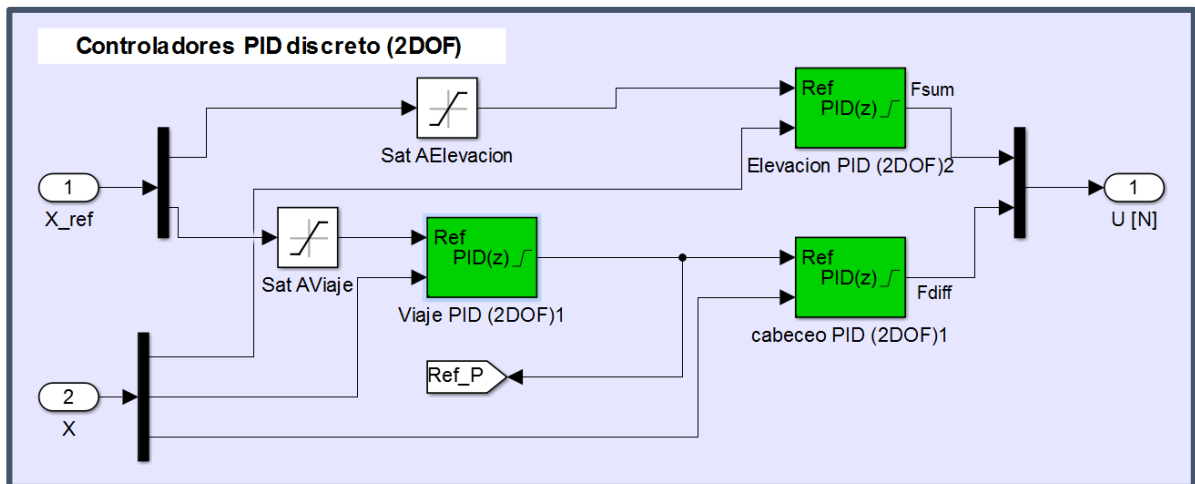 Controladores PID discreto (2DOF)
Ref
PID(z)
Fsum
Sat AElevacion
Elevacion PID (2DOF)2
1
X_ref
1
U [N]
Ref
PID(z)
Sat AViaje
Viaje PID (2DOF)1
Ref
PID(z)
Fdiff
cabeceo PID (2DOF)1
Ref_P
2
X